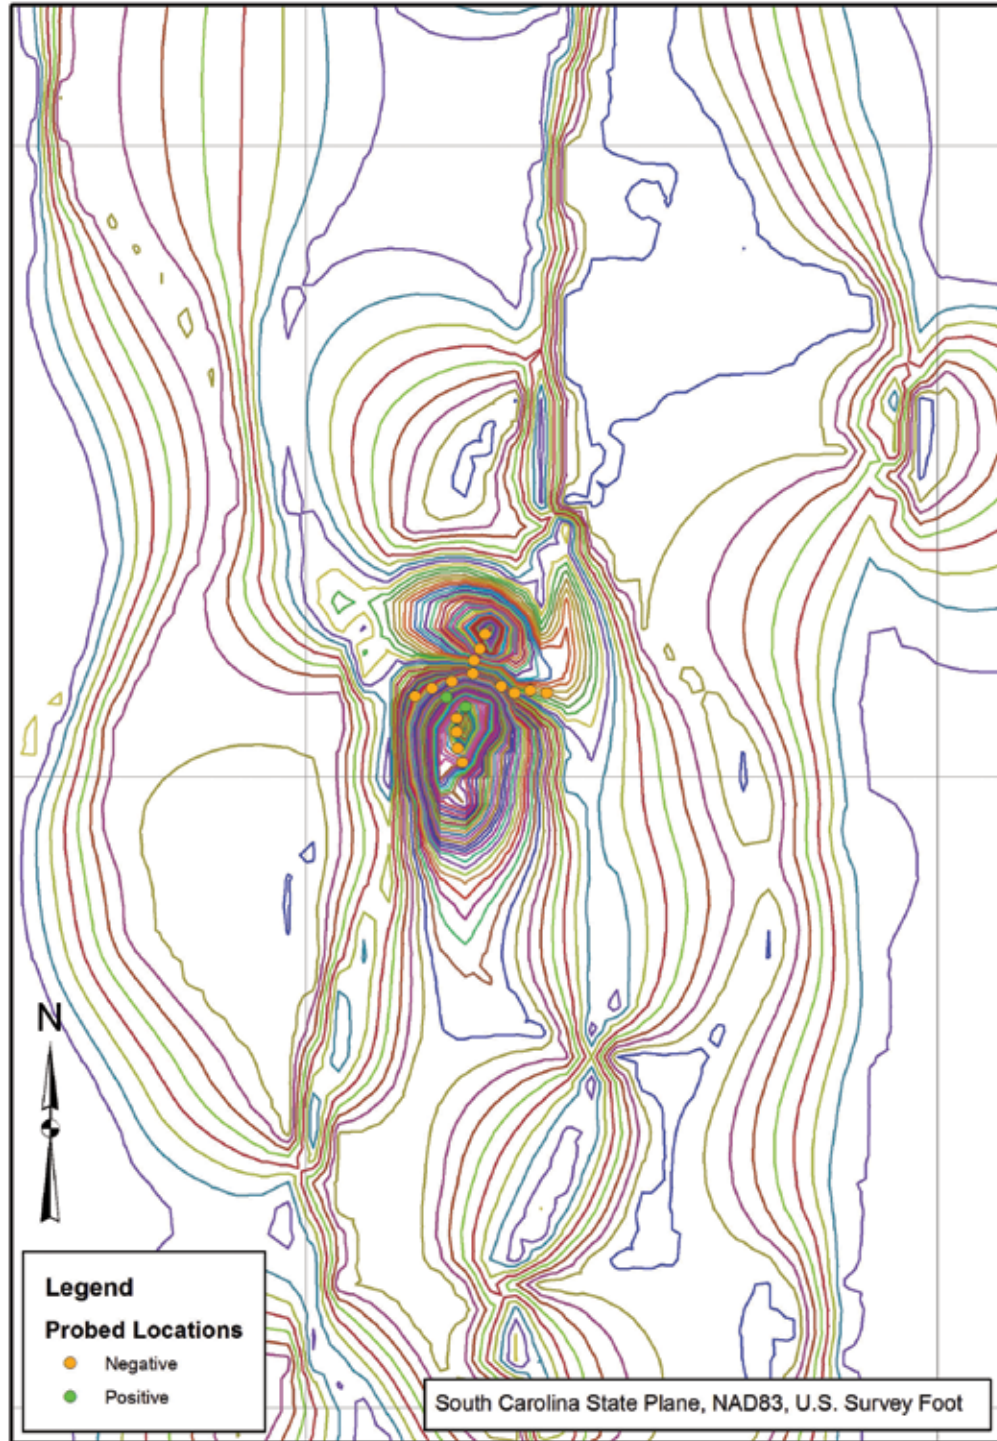 N
Legend
Probed Locations
Negative
Positive
South Carolina State Plane, NAD83, U.S. Survey Foot